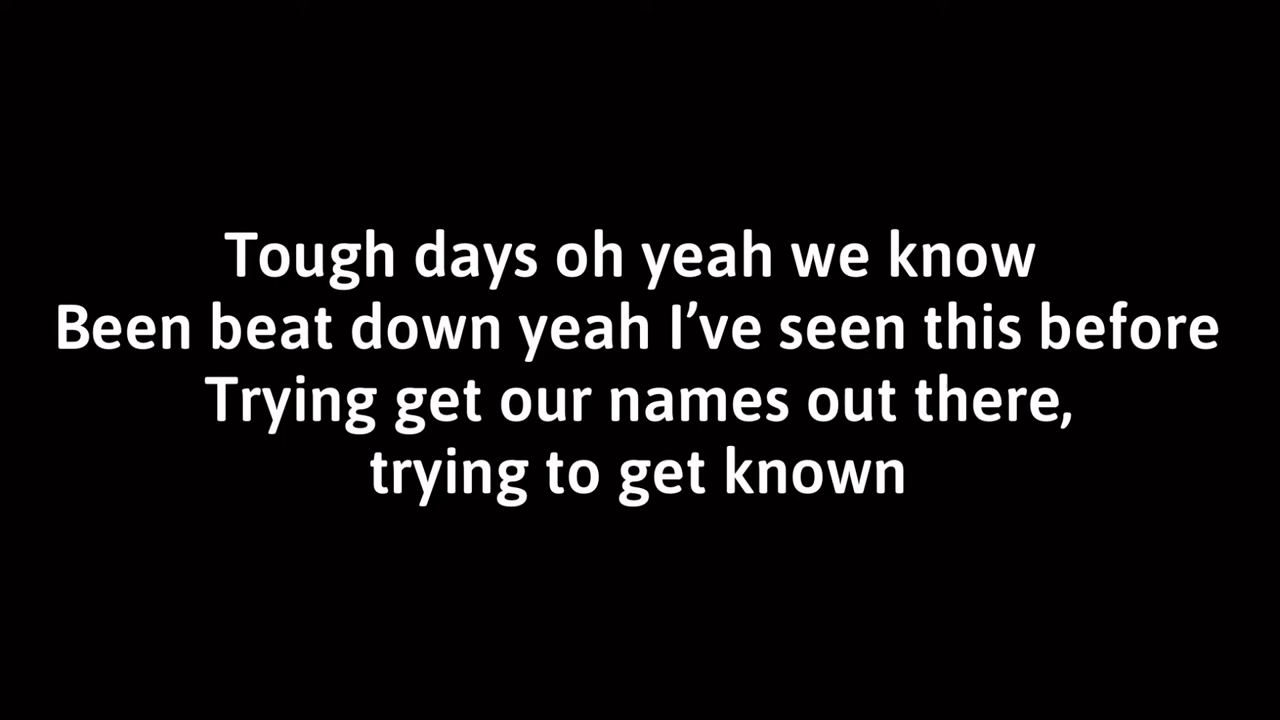 Tough days oh yeah we know
Been beat down yeah I’ve seen this before
Trying get our names out there,
trying to get known